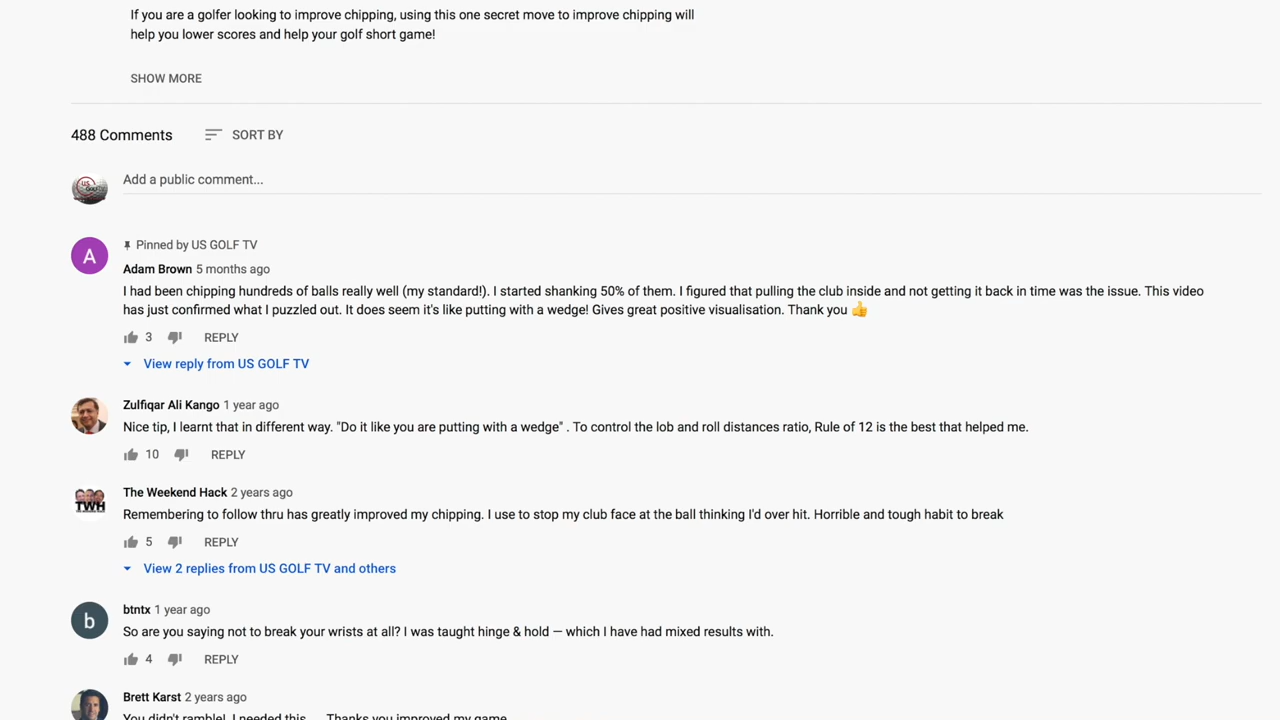 If you are a golfer looking to improve chipping, using this one secret move to improve chipping will
help you lower scores and help your golf short game!
SHOW MORE
488 Comments SORT BY
Add a public comment...
Pinned by US GOLF TV
A
Adam Brown 5 months ago
I had been chipping hundreds of balls really well (my standard!). I started shanking 50% of them. I figured that pulling the club inside and not getting it back in time was the issue. This video
has just confirmed what I puzzled out. It does seem it's like putting with a wedge! Gives great positive visualisation. Thank you 👍
3 REPLY
View reply from US GOLF TV
Zulfiqar Ali Kango 1 year ago
Nice tip, I learnt that in different way. "Do it like you are putting with a wedge" . To control the lob and roll distances ratio, Rule of 12 is the best that helped me.
10 REPLY
The Weekend Hack 2 years ago
TWH
Remembering to follow thru has greatly improved my chipping. I use to stop my club face at the ball thinking I'd over hit. Horrible and tough habit to break
5 REPLY
View 2 replies from US GOLF TV and others
btntx 1 year ago
b
So are you saying not to break your wrists at all? I was taught hinge & hold — which I have had mixed results with.
4 REPLY
Brett Karst 2 years ago
You didn't ramble! I needed this.... Thanks you improved my game